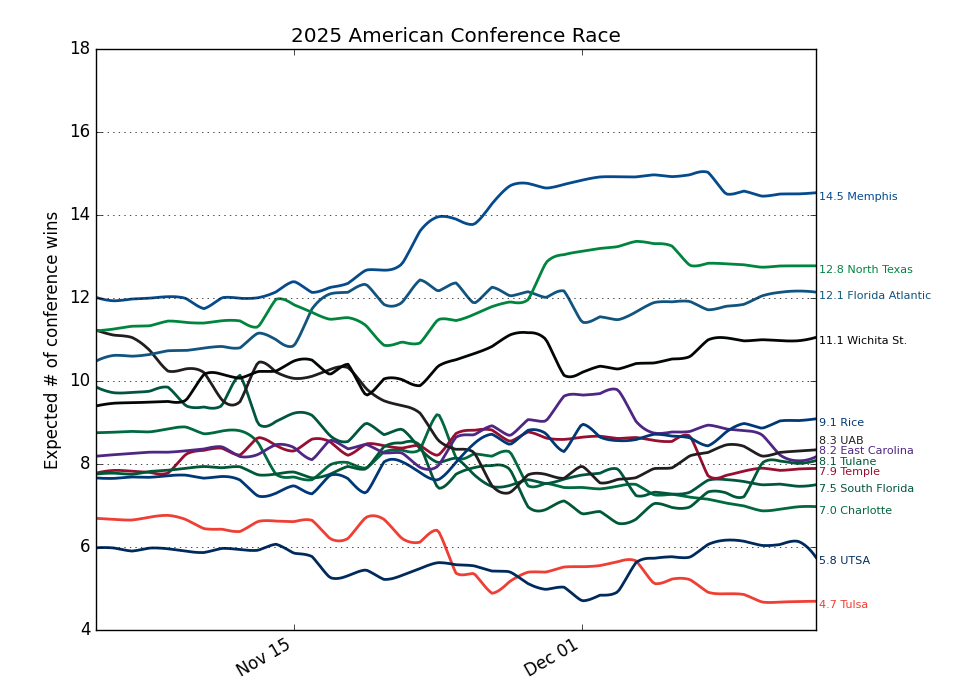 2025 American Conference Race
Expected # of conference wins
18
16
14
12
10
8
6
4
Nov 15
Dec 01
14.5 Memphis
12.8 North Texas
12.1 Florida Atlantic
11.1 Wichita St.
9.1 Rice
8.3 UAB
8.2 East Carolina
8.1 Tulane
7.9 Temple
7.5 South Florida
7.0 Charlotte
5.8 UTSA
4.7 Tulsa